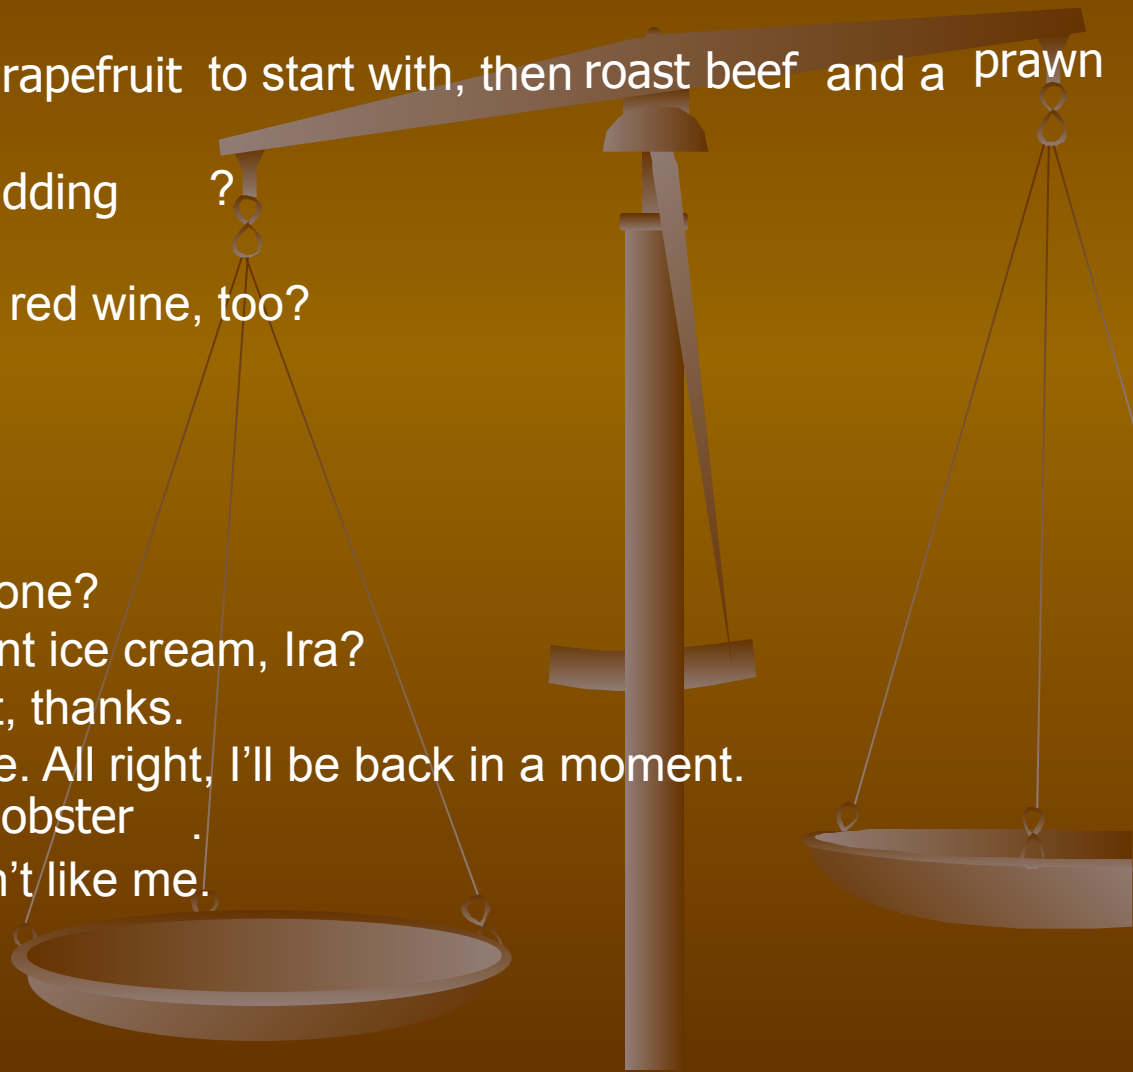 rapefruit to start with, then roast beef and a prawn
dding ?
red wine, too?
one?
nt ice cream, Ira?
t, thanks.
e. All right, I'll be back in a moment.
obster .
n't like me.